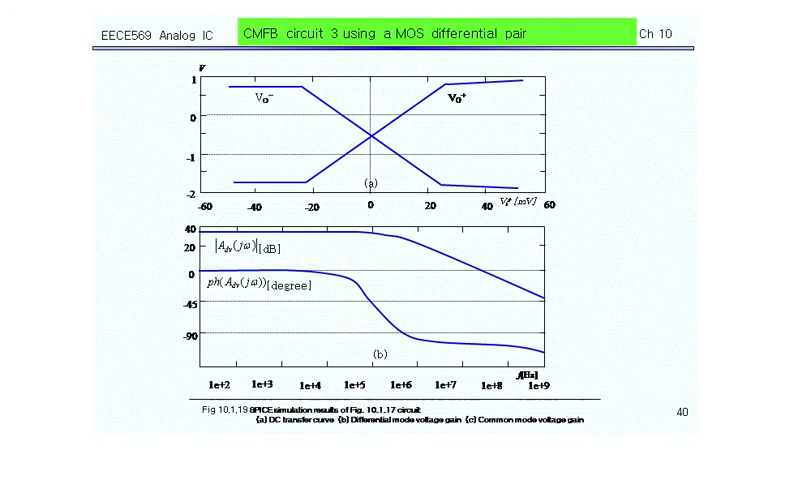 EECE569 Analog IC
CMFB circuit 3 using a MOS differential pair
Ch 10
V
1
0
-1
-2
Vo⁻
Vo⁺
(a)
-60 -40 -20 0 20 40 60
[mV]
40
20
0
-45
-90
|Adv(jω)|[dB]
ph(Adv(jω))[degree]
(b)
f[Hz]
1e+2 1e+3 1e+4 1e+5 1e+6 1e+7 1e+8 1e+9
Fig 10,1,19 SPICE simulation results of Fig. 10.1.17 circuit:
(a) DC transfer curve (b) Differential mode voltage gain (c) Common mode voltage gain
40